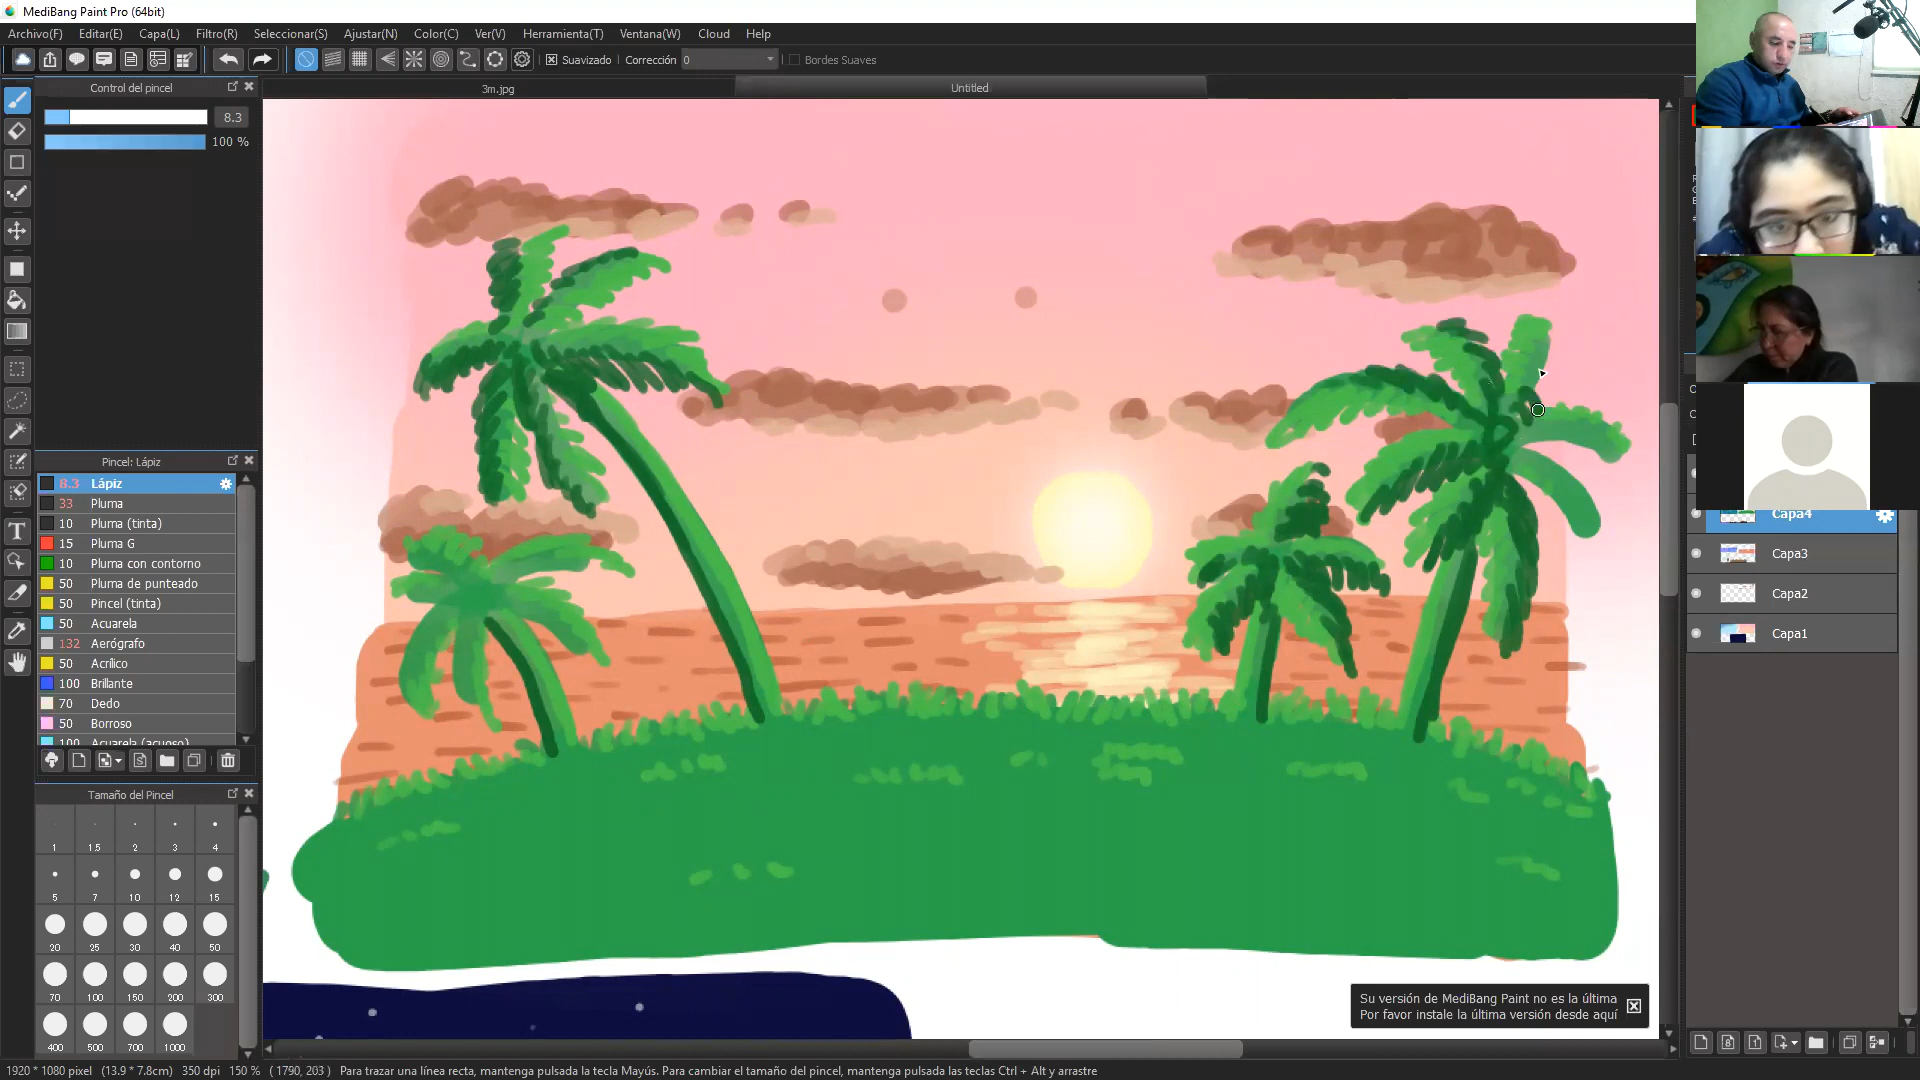 MediBang Paint Pro (64bit)
Archivo(F) Editar(E) Capa(L) Filtro(R) Seleccionar(S) Ajustar(N) Color(C) Ver(V) Herramienta(T) Ventana(W) Cloud Help
Suavizado Corrección 0 Bordes Suaves
Control del pincel
3m.jpg Untitled
8.3
100 %
Pincel: Lápiz
8.3 Lápiz
33 Pluma
10 Pluma (tinta)
15 Pluma G
10 Pluma con contorno
50 Pluma de punteado
50 Pincel (tinta)
50 Acuarela
132 Aerógrafo
50 Acrílico
100 Brillante
70 Dedo
50 Borroso
100 Acuarela (acuoso)
Tamaño del Pincel
1 1.5 2 3 4
5 7 10 12 15
20 25 30 40 50
70 100 150 200 300
400 500 700 1000
Capa4
Capa3
Capa2
Capa1
Su versión de MediBang Paint no es la última
Por favor instale la última versión desde aquí
1920 * 1080 pixel (13.9 * 7.8cm) 350 dpi 150 % ( 1790, 203 ) Para trazar una línea recta, mantenga pulsada la tecla Mayús. Para cambiar el tamaño del pincel, mantenga pulsadas las teclas Ctrl + Alt y arrastre